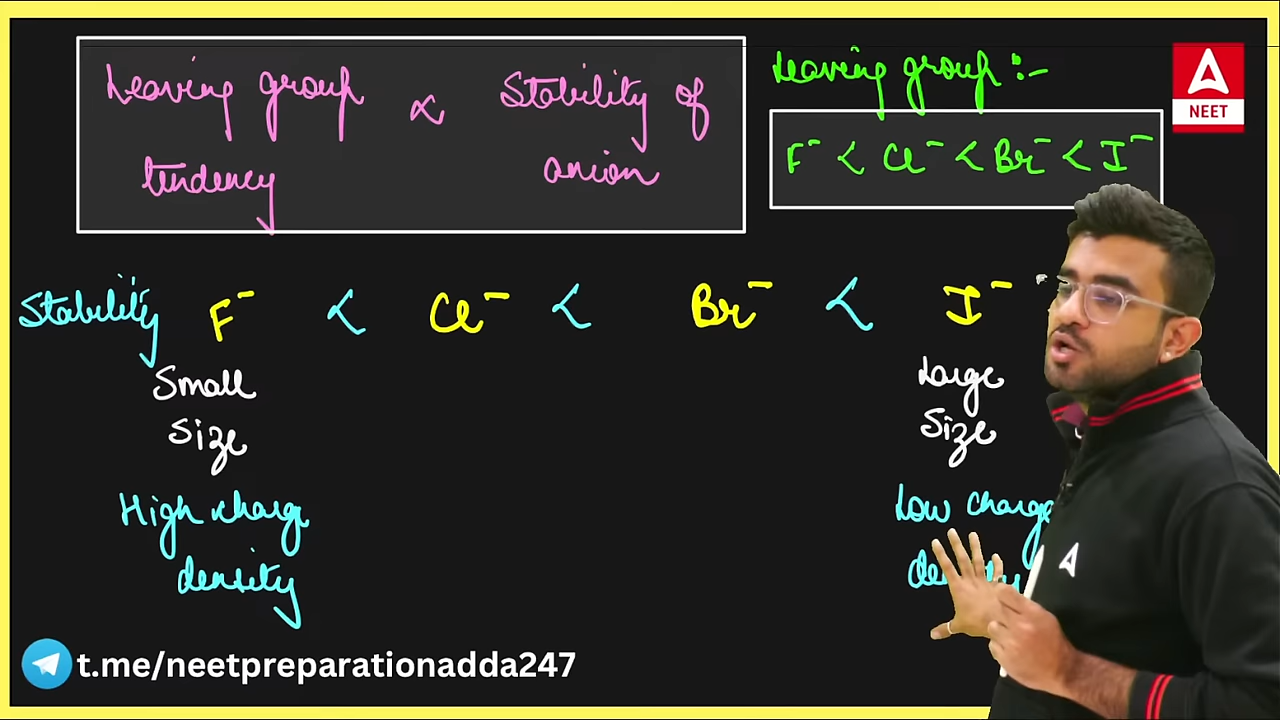 Leaving group ∝ Stability of
tendency anion
Leaving group :-
F⁻ < Cl⁻ < Br⁻ < I⁻
NEET
Stability F⁻ < Cl⁻ < Br⁻ < I⁻
Small
Size
High charge
density
Large
Size
Low charge
t.me/neetpreparationadda247